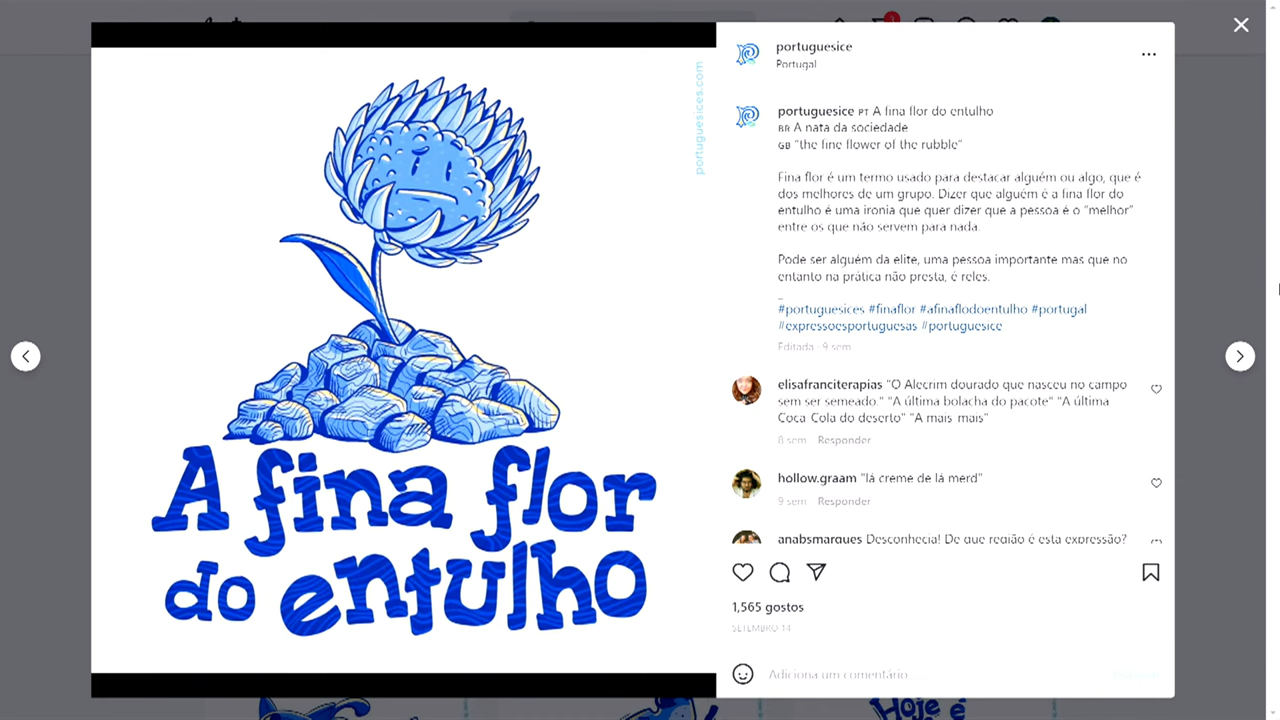 portuguesices.com
A fina flor
do entulho
portuguesice
Portugal
portuguesice PT A fina flor do entulho
BR A nata da sociedade
GB "the fine flower of the rubble"
Fina flor é um termo usado para destacar alguém ou algo, que é
dos melhores de um grupo. Dizer que alguém é a fina flor do
entulho é uma ironia que quer dizer que a pessoa é o "melhor"
entre os que não servem para nada.
Pode ser alguém da elite, uma pessoa importante mas que no
entanto na prática não presta, é reles.
_
#portuguesices #finaflor #afinaflodoentulho #portugal
#expressoesportuguesas #portuguesice
Editada · 9 sem
elisafranciterapias "O Alecrim dourado que nasceu no campo
sem ser semeado." "A última bolacha do pacote" "A última
Coca-Cola do deserto" "A mais-mais"
8 sem Responder
hollow.graam "lá creme de lá merd"
9 sem Responder
anabsmarques Desconhecia! De que região é esta expressão?
1,565 gostos
SETEMBRO 14
Adiciona um comentário...
Hoje é